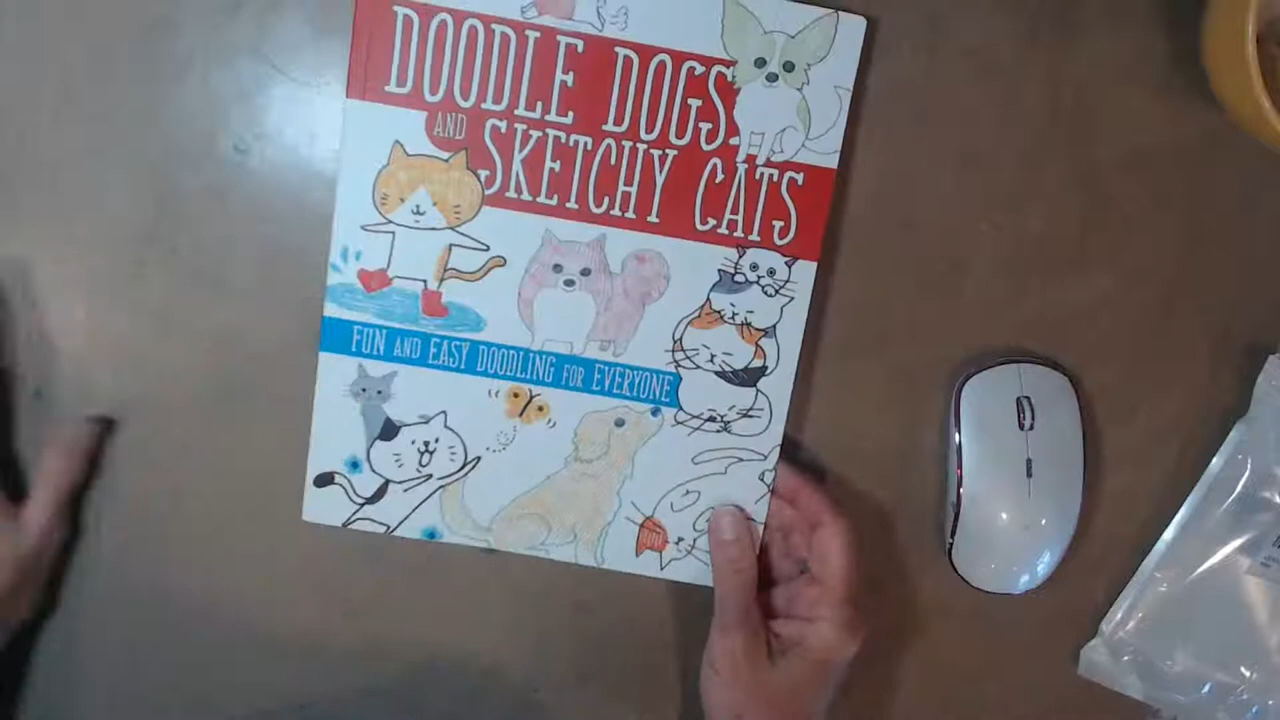 DOODLE DOGS
AND SKETCHY CATS
FUN AND EASY DOODLING FOR EVERYONE